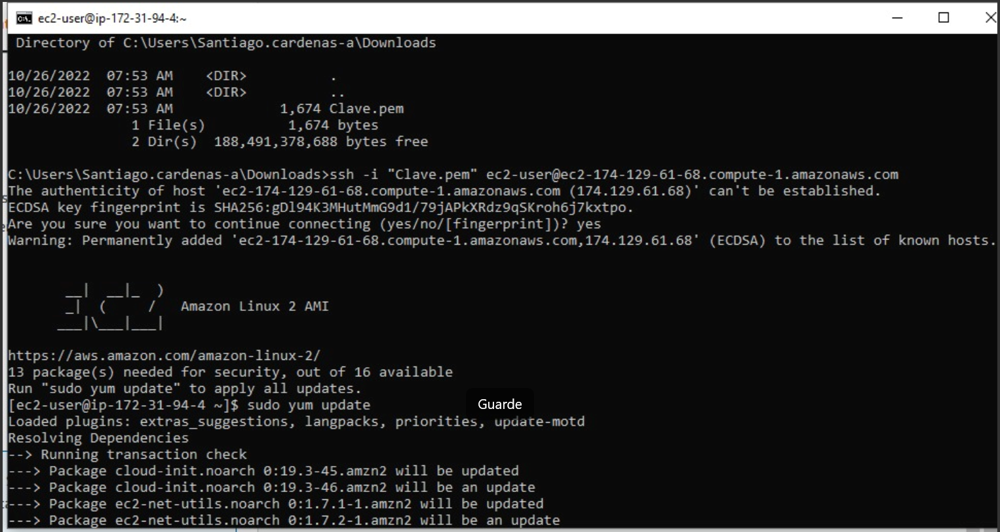 ec2-user@ip-172-31-94-4:~
Directory of C:\Users\Santiago.cardenas-a\Downloads
10/26/2022  07:53 AM    <DIR>          .
10/26/2022  07:53 AM    <DIR>          ..
10/26/2022  07:53 AM             1,674 Clave.pem
               1 File(s)          1,674 bytes
               2 Dir(s)  188,491,378,688 bytes free
C:\Users\Santiago.cardenas-a\Downloads>ssh -i "Clave.pem" ec2-user@ec2-174-129-61-68.compute-1.amazonaws.com
The authenticity of host 'ec2-174-129-61-68.compute-1.amazonaws.com (174.129.61.68)' can't be established.
ECDSA key fingerprint is SHA256:gDl94K3MHutMmG9d1/79jAPkXRdz9qSKroh6j7kxtpo.
Are you sure you want to continue connecting (yes/no/[fingerprint])? yes
Warning: Permanently added 'ec2-174-129-61-68.compute-1.amazonaws.com,174.129.61.68' (ECDSA) to the list of known hosts.
       __|  __|_  )
       _|  (     /   Amazon Linux 2 AMI
      ___|\___|___|
https://aws.amazon.com/amazon-linux-2/
13 package(s) needed for security, out of 16 available
Run "sudo yum update" to apply all updates.
[ec2-user@ip-172-31-94-4 ~]$ sudo yum update
Guarde
Loaded plugins: extras_suggestions, langpacks, priorities, update-motd
Resolving Dependencies
--> Running transaction check
---> Package cloud-init.noarch 0:19.3-45.amzn2 will be updated
---> Package cloud-init.noarch 0:19.3-46.amzn2 will be an update
---> Package ec2-net-utils.noarch 0:1.7.1-1.amzn2 will be updated
---> Package ec2-net-utils.noarch 0:1.7.2-1.amzn2 will be an update